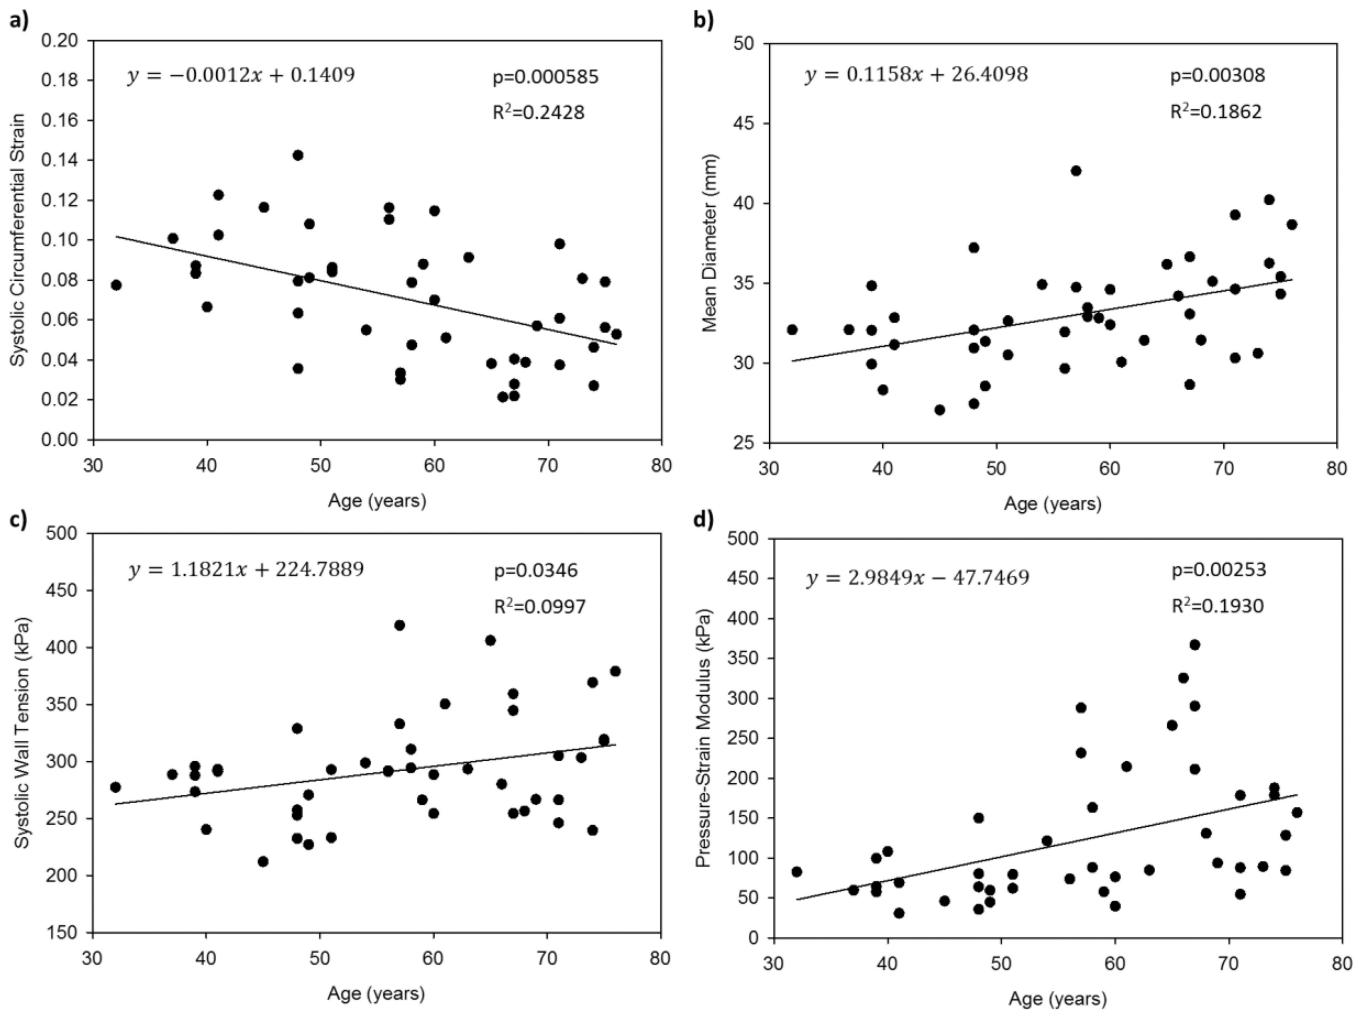 a)
0.20
0.18
0.16
0.14
0.12
0.10
0.08
0.06
0.04
0.02
0.00
Systolic Circumferential Strain
y = −0.0012x + 0.1409
p=0.000585
R²=0.2428
30 40 50 60 70 80
Age (years)
b)
50
45
40
35
30
25
Mean Diameter (mm)
y = 0.1158x + 26.4098
p=0.00308
R²=0.1862
30 40 50 60 70 80
Age (years)
c)
500
450
400
350
300
250
200
150
Systolic Wall Tension (kPa)
y = 1.1821x + 224.7889
p=0.0346
R²=0.0997
30 40 50 60 70 80
Age (years)
d)
500
450
400
350
300
250
200
150
100
50
0
Pressure-Strain Modulus (kPa)
y = 2.9849x − 47.7469
p=0.00253
R²=0.1930
30 40 50 60 70 80
Age (years)